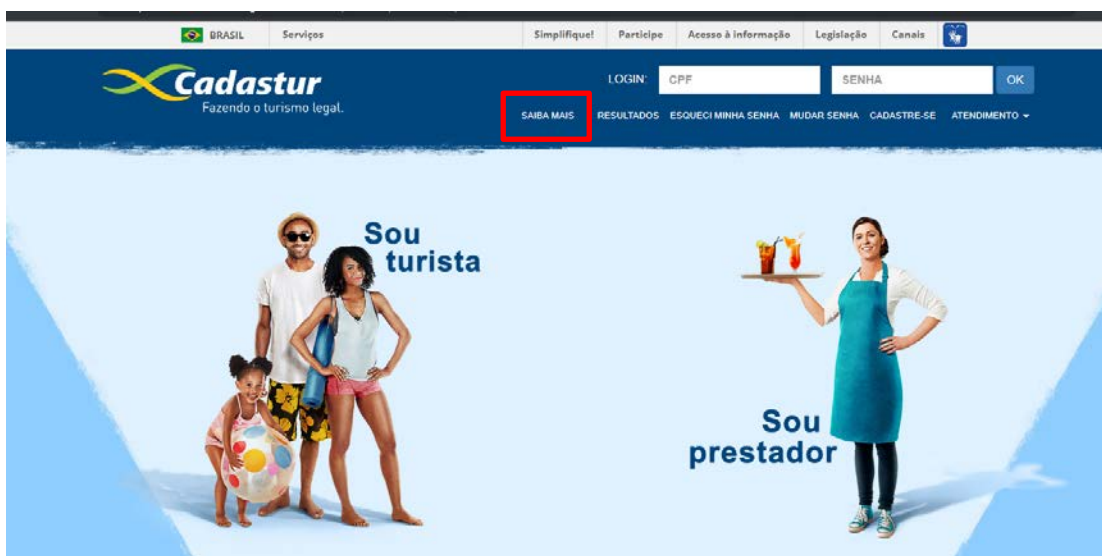 BRASIL Serviços Simplifique! Participe Acesso à informação Legislação Canais
Cadastur
Fazendo o turismo legal.
LOGIN: CPF SENHA OK
SAIBA MAIS RESULTADOS ESQUECI MINHA SENHA MUDAR SENHA CADASTRE-SE ATENDIMENTO
Sou
turista
Sou
prestador